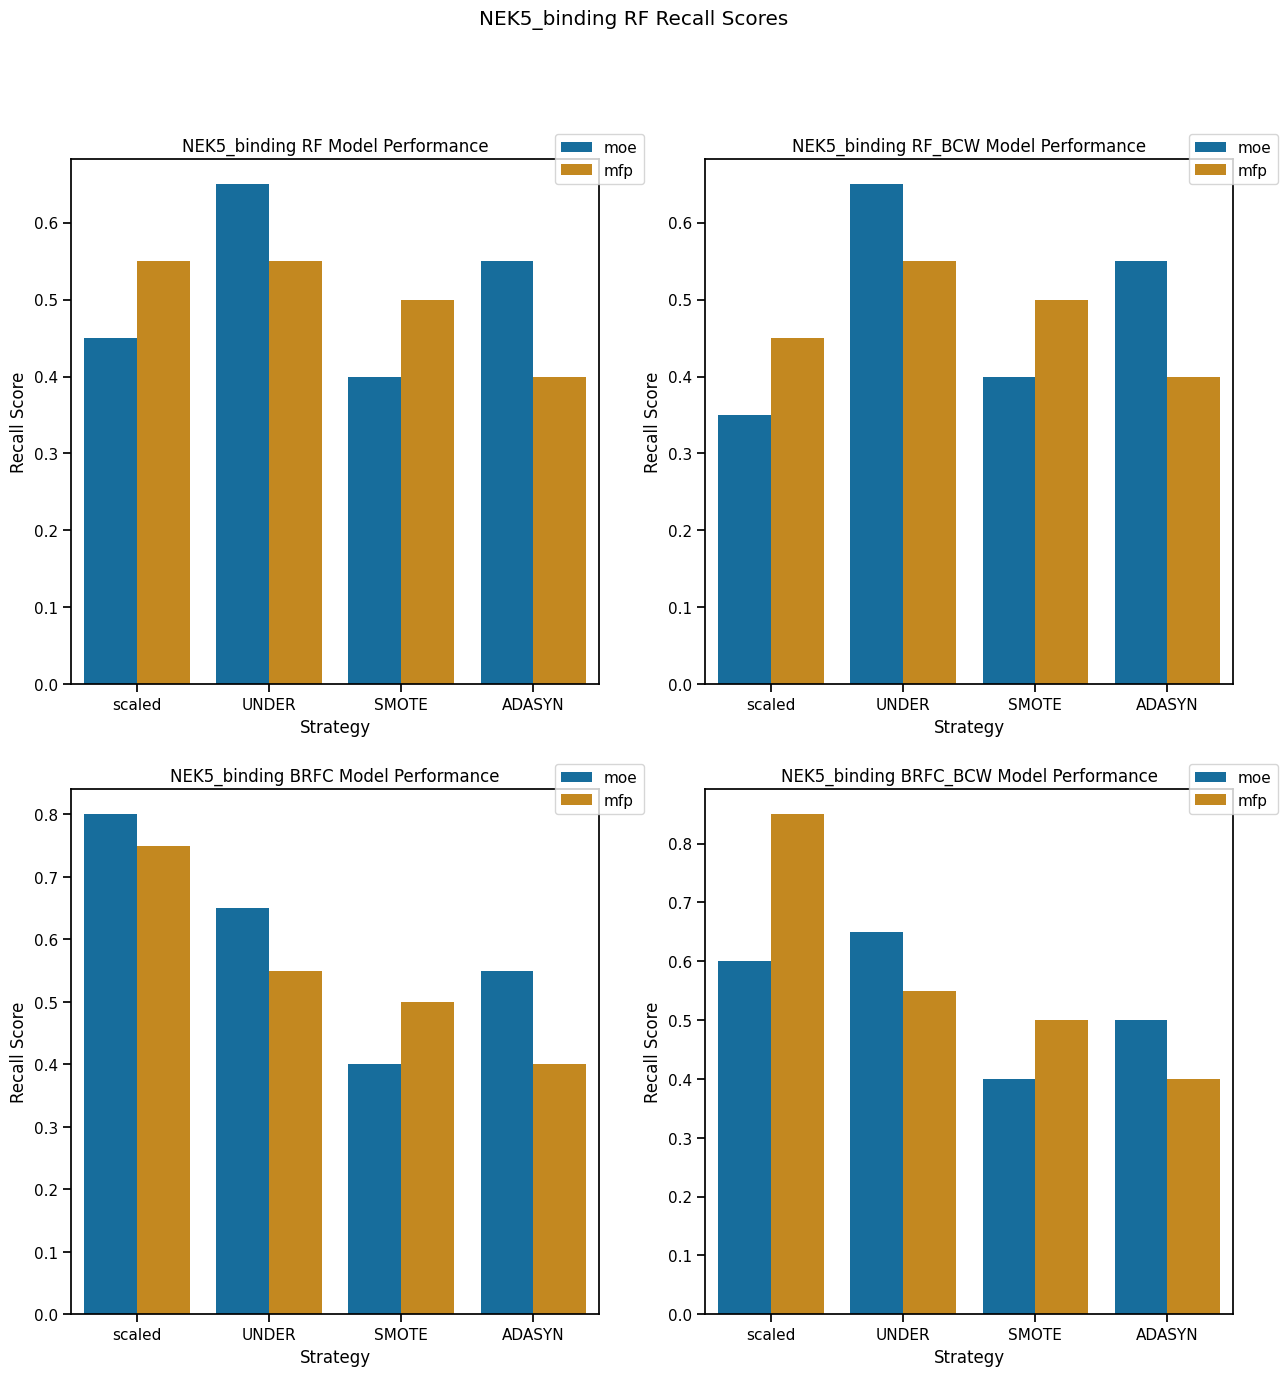 NEK5_binding RF Recall Scores
NEK5_binding RF Model Performance
moe
mfp
Recall Score
0.6
0.5
0.4
0.3
0.2
0.1
0.0
scaled UNDER SMOTE ADASYN
Strategy
NEK5_binding RF_BCW Model Performance
moe
mfp
Recall Score
0.6
0.5
0.4
0.3
0.2
0.1
0.0
scaled UNDER SMOTE ADASYN
Strategy
NEK5_binding BRFC Model Performance
moe
mfp
Recall Score
0.8
0.7
0.6
0.5
0.4
0.3
0.2
0.1
0.0
scaled UNDER SMOTE ADASYN
Strategy
NEK5_binding BRFC_BCW Model Performance
moe
mfp
Recall Score
0.8
0.7
0.6
0.5
0.4
0.3
0.2
0.1
0.0
scaled UNDER SMOTE ADASYN
Strategy